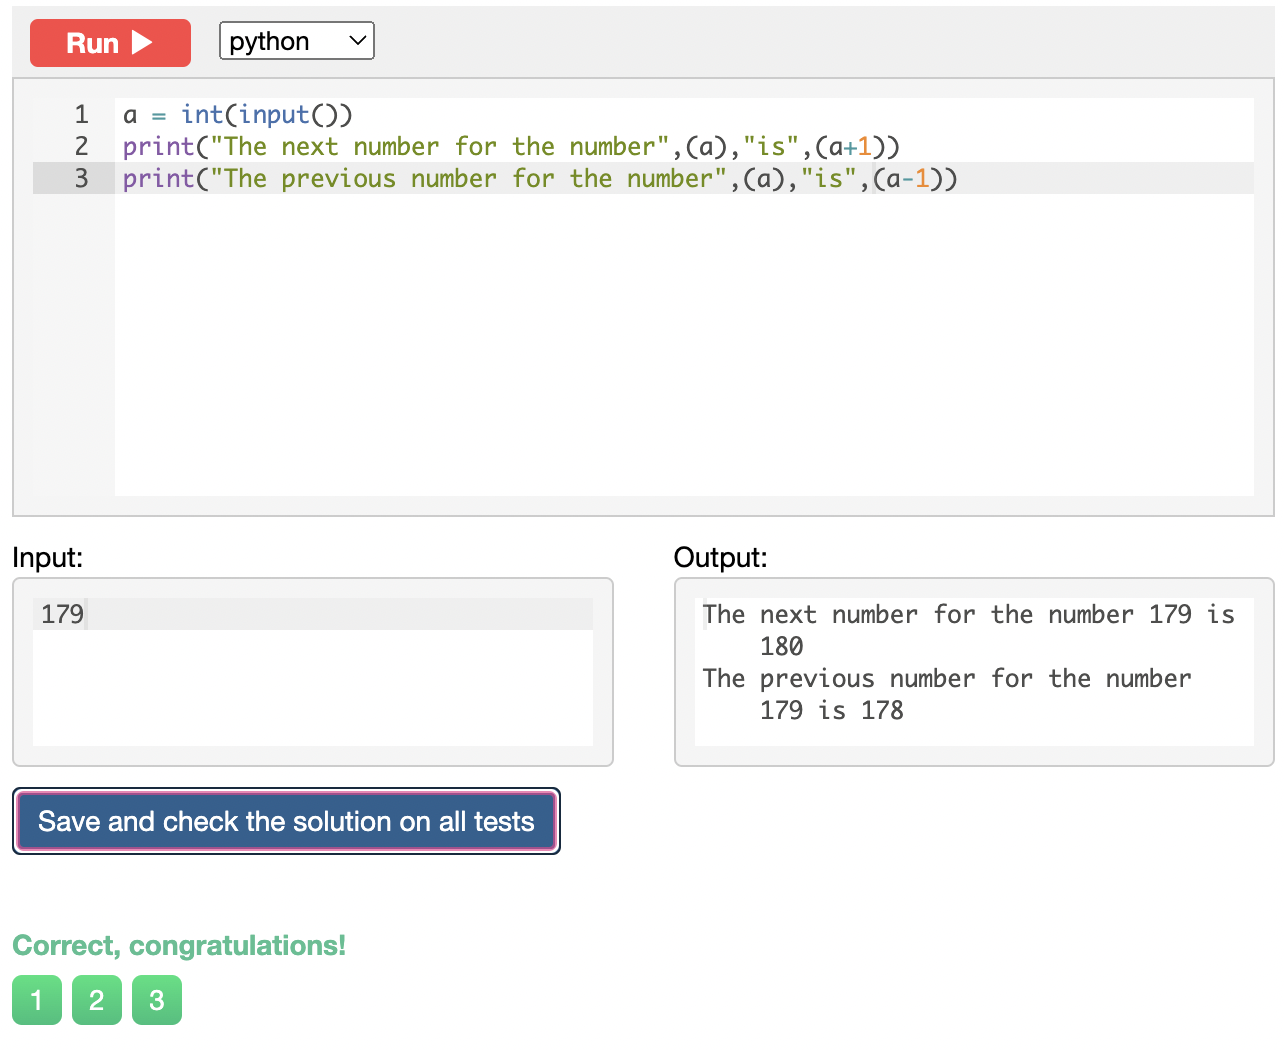 Run python
1 a = int(input())
2 print("The next number for the number",(a),"is",(a+1))
3 print("The previous number for the number",(a),"is",(a-1))
Input:
179
Output:
The next number for the number 179 is
180
The previous number for the number
179 is 178
Save and check the solution on all tests
Correct, congratulations!
1 2 3